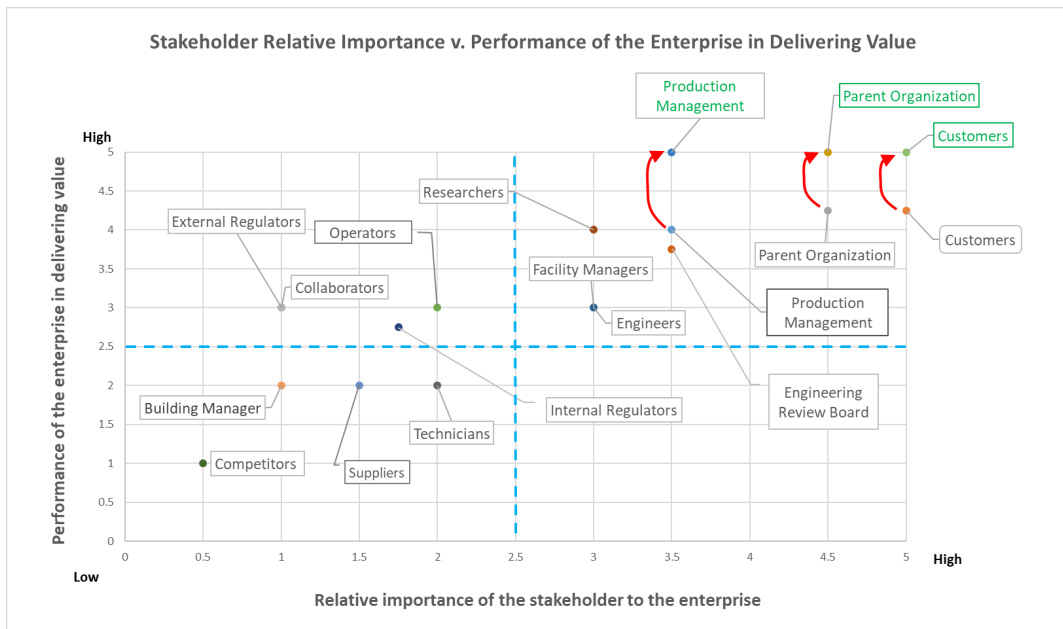 Stakeholder Relative Importance v. Performance of the Enterprise in Delivering Value
Production
Management
Parent Organization
Customers
High
5
4.5
4
3.5
3
2.5
2
1.5
1
0.5
0
Performance of the enterprise in delivering value
Researchers
External Regulators
Operators
Collaborators
Facility Managers
Engineers
Parent Organization
Customers
Production
Management
Building Manager
Technicians
Internal Regulators
Engineering
Review Board
Competitors
Suppliers
0
0.5
1
1.5
2
2.5
3
3.5
4
4.5
5
High
Low
Relative importance of the stakeholder to the enterprise